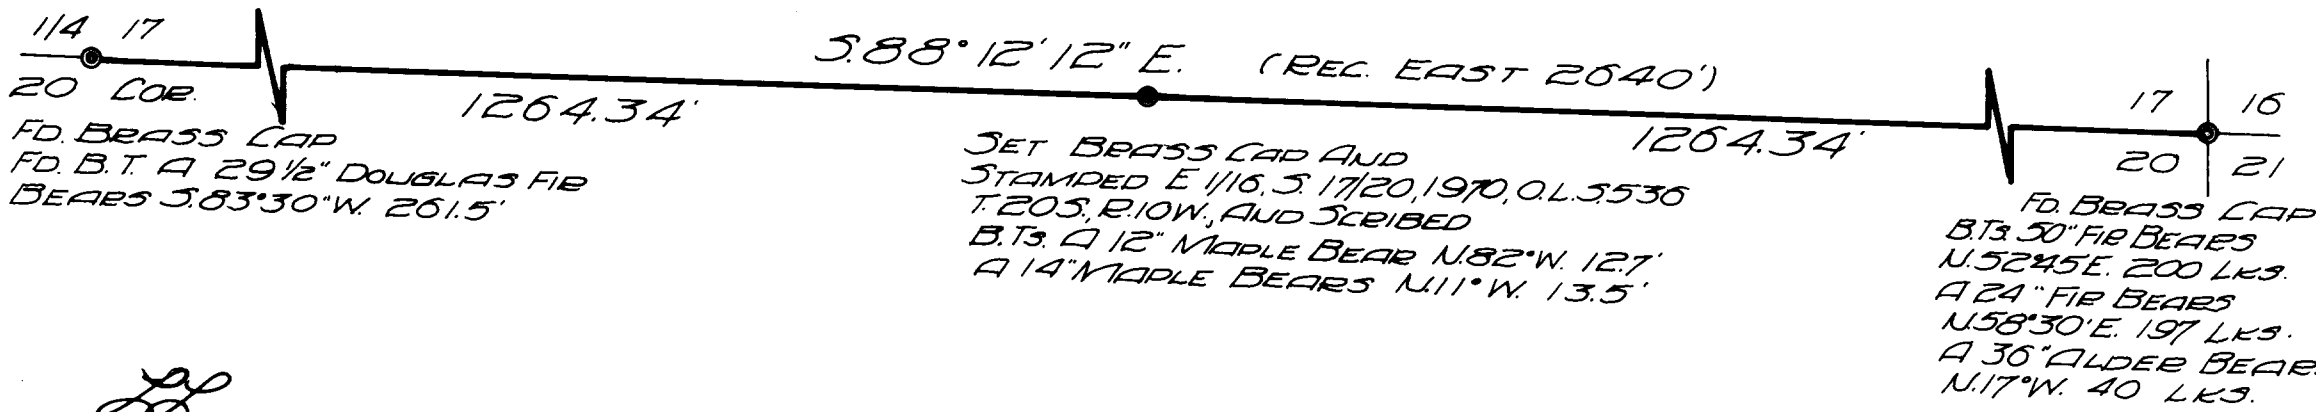 1/4 17
20 COR.
FD. BRASS CAP
FD. B.T. A 29 1/2" DOUGLAS FIR
BEARS S.83°30"W. 261.5'
S.88°12'12" E. (REC. EAST 2640')
1264.34'
1264.34'
SET BRASS CAP AND
STAMPED E 1/16, S. 17/20, 1970, O.L.S.536
T.20S., R.10W., AND SCRIBED
B.TS. A 12" MAPLE BEAR N.82°W. 12.7'
A 14" MAPLE BEARS N.11°W. 13.5'
17 16
20 21
FD. BRASS CAP
B.TS. 50" FIR BEARS
N.52°45E. 200 LKS.
A 24" FIR BEARS
N.58°30'E. 197 LKS.
A 36" ALDER BEARS
N.17°W. 40 LKS.